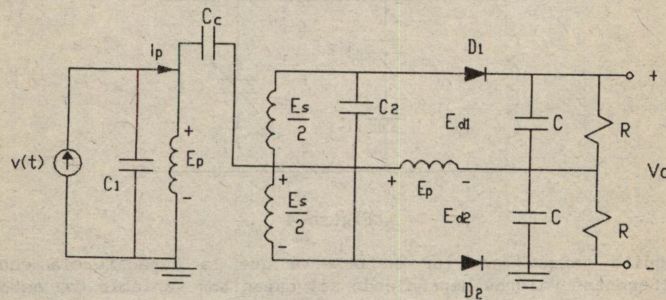 Cc
ip
D1
+
Es
2
C2
Ed1
C
R
v(t)
C1
+
Ep
-
+
+
Ep
-
Vo
Es
2
-
Ed2
C
R
D2
-